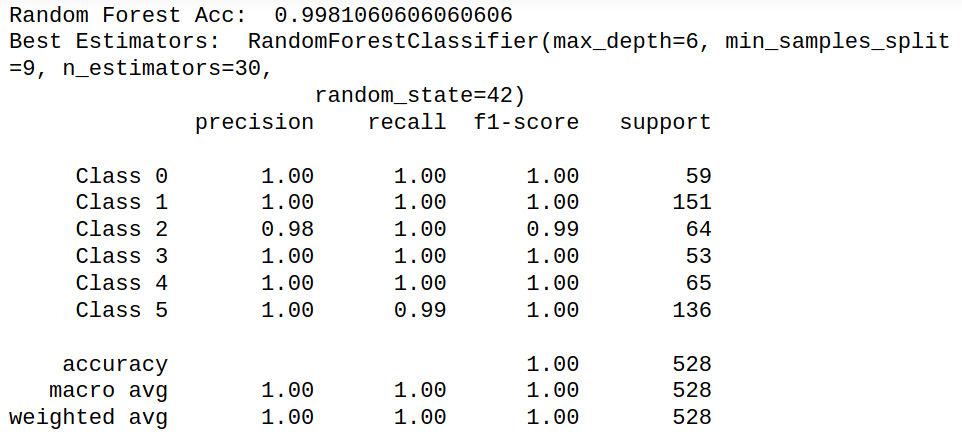 Random Forest Acc:  0.9981060606060606
Best Estimators:  RandomForestClassifier(max_depth=6, min_samples_split
=9, n_estimators=30,
                       random_state=42)
              precision    recall  f1-score   support

     Class 0       1.00      1.00      1.00        59
     Class 1       1.00      1.00      1.00       151
     Class 2       0.98      1.00      0.99        64
     Class 3       1.00      1.00      1.00        53
     Class 4       1.00      1.00      1.00        65
     Class 5       1.00      0.99      1.00       136

    accuracy                           1.00       528
   macro avg       1.00      1.00      1.00       528
weighted avg       1.00      1.00      1.00       528